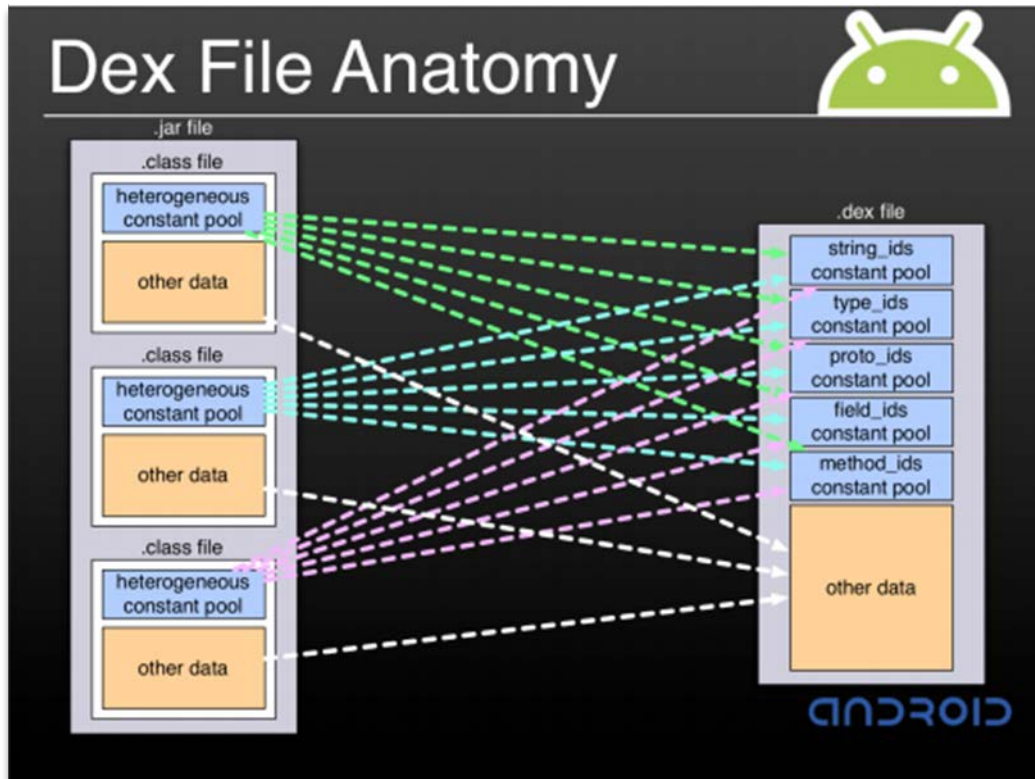 Dex File Anatomy
.jar file
.class file
heterogeneous
constant pool
other data
.class file
heterogeneous
constant pool
other data
.class file
heterogeneous
constant pool
other data
.dex file
string_ids
constant pool
type_ids
constant pool
proto_ids
constant pool
field_ids
constant pool
method_ids
constant pool
other data
ANDROID